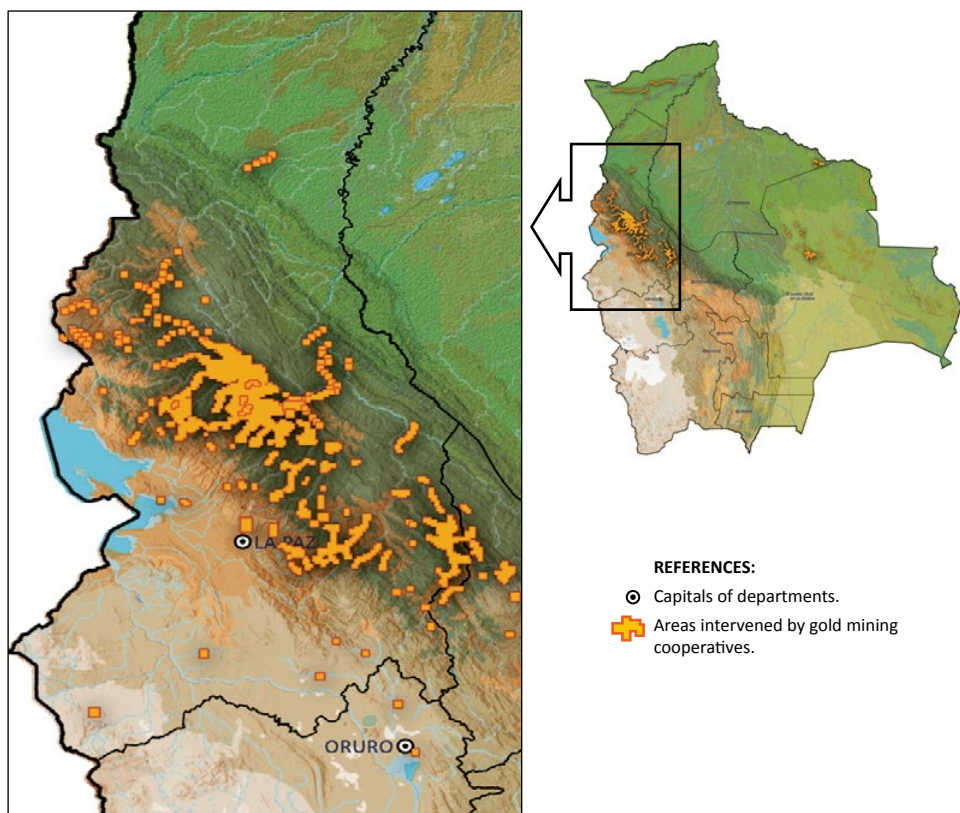 LA PAZ
ORURO
REFERENCES:
Capitals of departments.
Areas intervened by gold mining
cooperatives.